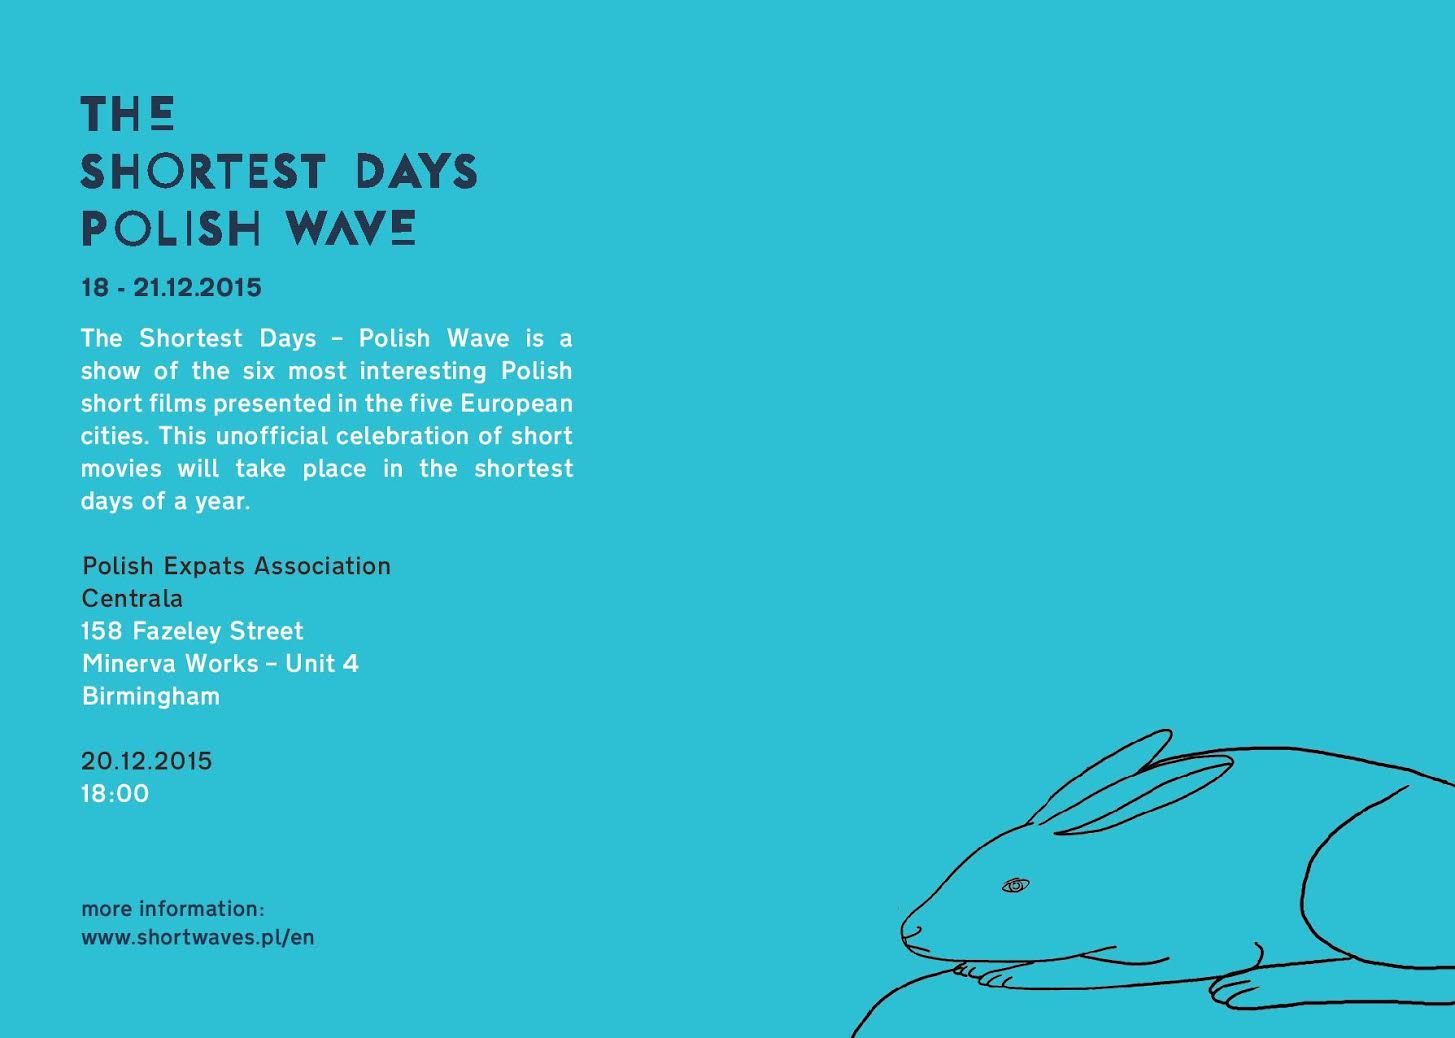 THE
SHORTEST DAYS
POLISH WAVE
18 - 21.12.2015
The Shortest Days – Polish Wave is a
show of the six most interesting Polish
short films presented in the five European
cities. This unofficial celebration of short
movies will take place in the shortest
days of a year.
Polish Expats Association
Centrala
158 Fazeley Street
Minerva Works – Unit 4
Birmingham
20.12.2015
18:00
more information:
www.shortwaves.pl/en